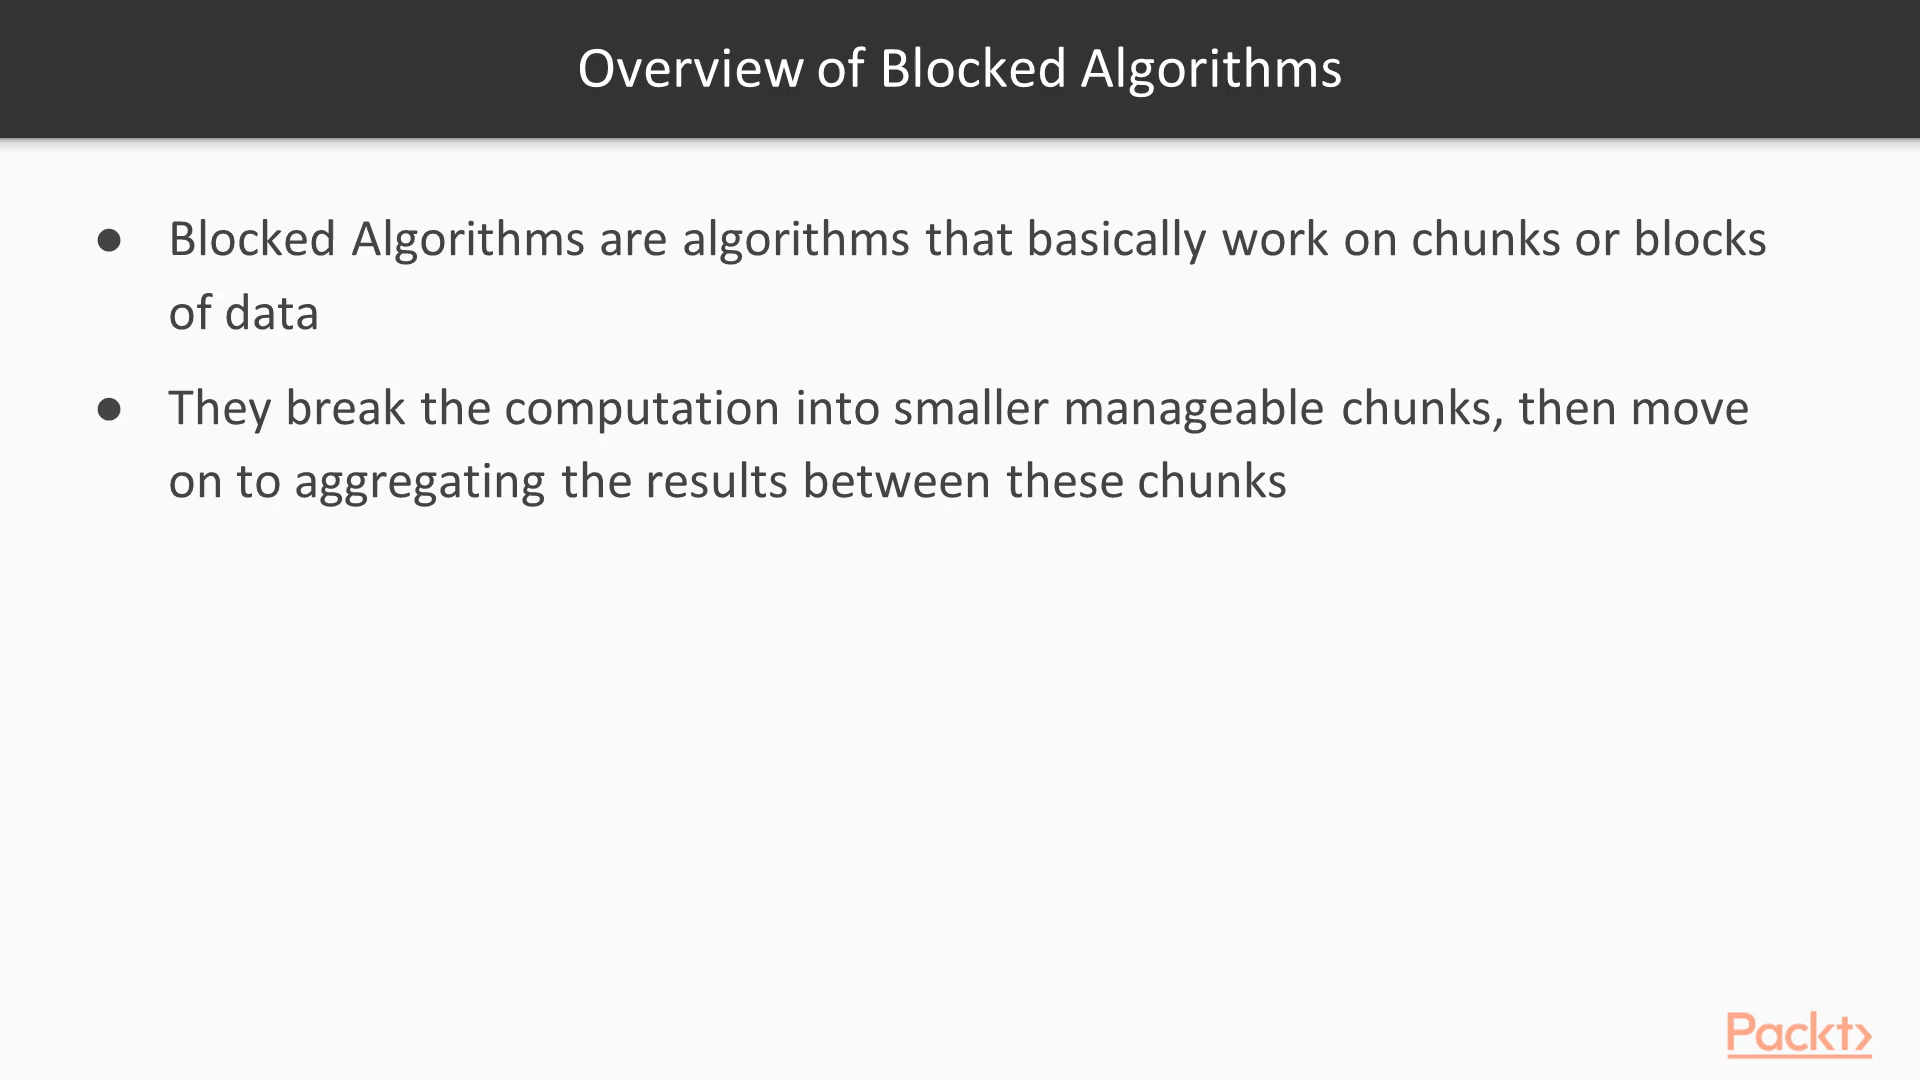 Overview of Blocked Algorithms
● Blocked Algorithms are algorithms that basically work on chunks or blocks
of data
● They break the computation into smaller manageable chunks, then move
on to aggregating the results between these chunks
Packt>